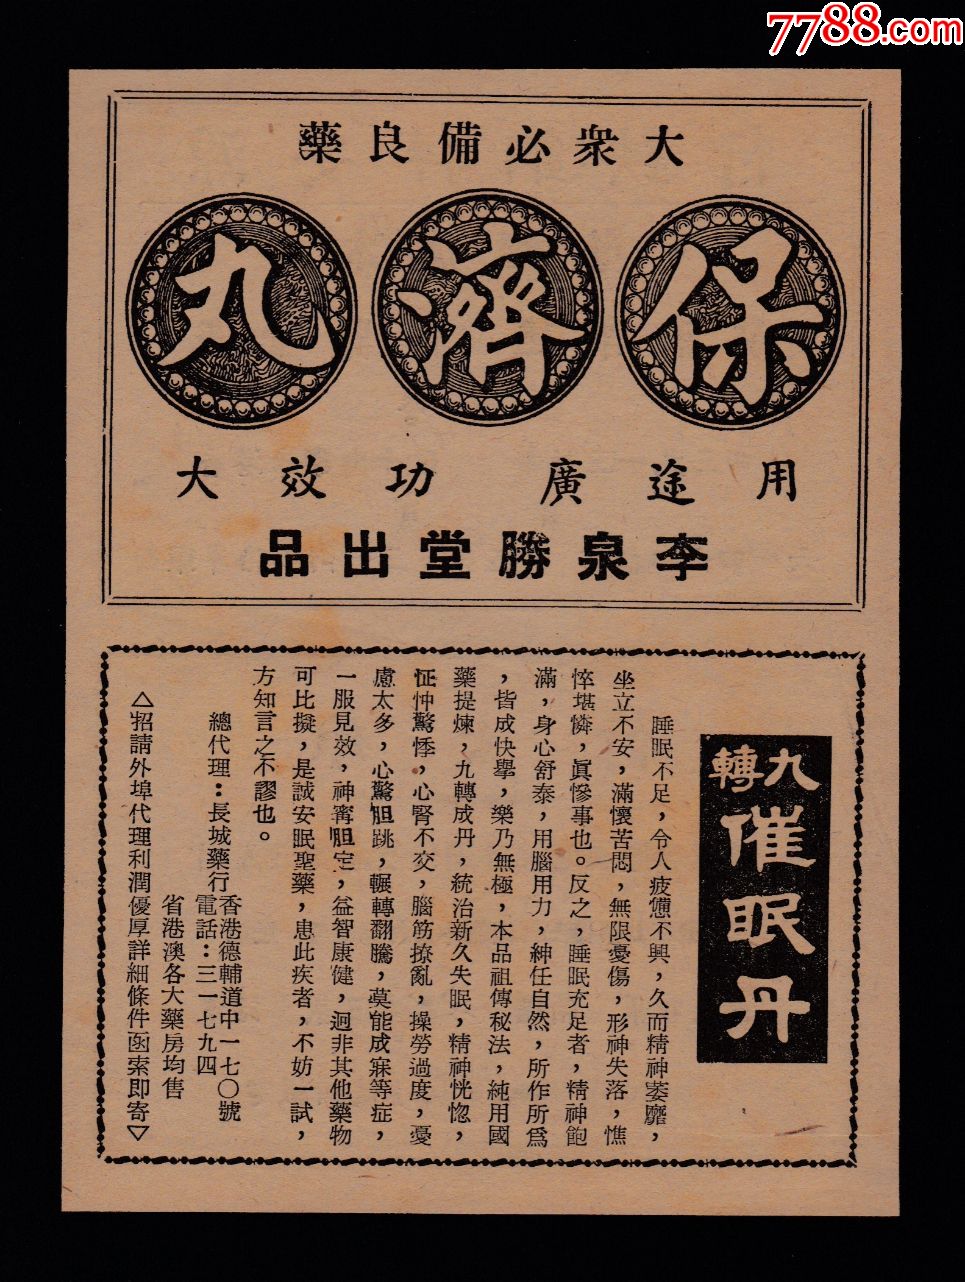 7788.com
大衆必備良藥
保濟丸
用途廣 功效大
李泉勝堂出品
九轉
催眠丹
睡眠不足，令人疲憊不興，久而精神萎靡，
坐立不安，滿懷苦悶，無限憂傷，形神失落，憔
悴堪憐，眞慘事也。反之，睡眠充足者，精神飽
滿，身心舒泰，用腦用力，紳任自然，所作所爲
，皆成快擧，樂乃無極，本品祖傳秘法，純用國
藥提煉，九轉成丹，統治新久失眠，精神恍惚，
怔忡驚悸，心腎不交，腦筋撩亂，操勞過度，憂
慮太多，心驚胆跳，輾轉翻騰，莫能成寐等症，
一服見效，神寗胆定，益智康健，迥非其他藥物
可比擬，是誠安眠聖藥，患此疾者，不妨一試，
方知言之不謬也。
總代理：長城藥行
香港德輔道中一七〇號
電話：三一七九四
省港澳各大藥房均售
△招請外埠代理利潤優厚詳細條件函索即寄▽